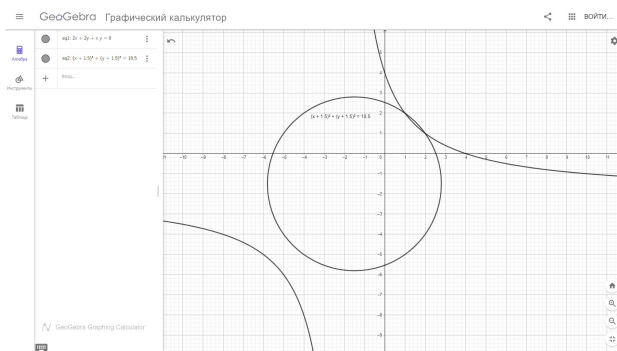 GeoGebra Графический калькулятор
ВОЙТИ...
Алгебра
Инструменты
Таблица
eq1: 2x + 2y + x y = 8
eq2: (x + 1.5)² + (y + 1.5)² = 18.5
Ввод...
(x + 1.5)² + (y + 1.5)² = 18.5
-10 -9 -8 -7 -6 -5 -4 -3 -2 -1 0 1 2 3 4 5 6 7 8 9 10 11
5
4
3
2
1
-1
-2
-3
-4
-5
-6
-7
-8
-9
GeoGebra Graphing Calculator